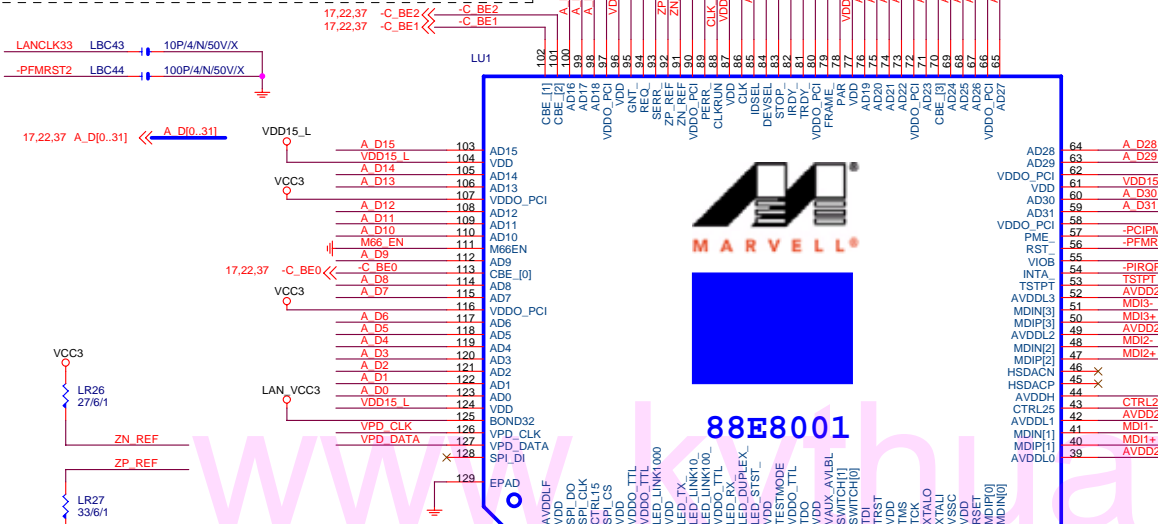 17,22,37 -C_BE2 -C_BE2
17,22,37 -C_BE1 -C_BE1
LANCLK33 LBC43 10P/4/N/50V/X
-PFMRST2 LBC44 100P/4/N/50V/X
17,22,37 A_D[0..31] A_D[0..31]
LU1
102 101 100 99 98 97 96 95 94 93 92 91 90 89 88 87 86 85 84 83 82 81 80 79 78 77 76 75 74 73 72 71 70 69 68 67 66 65
CBE_[1] CBE_[2] AD16 AD17 AD18 VDDO_PCI VDD GNT_ REQ_ SERR_ ZP_REF ZN_REF VDDO_PCI PERR_ CLKRUN VDD CLK IDSEL DEVSEL STOP_ IRDY_ TRDY_ VDDO_PCI FRAME_ PAR VDD AD19 AD20 AD21 AD22 VDDO_PCI AD23 CBE_[3] AD24 AD25 AD26 VDDO_PCI AD27
VDD15_L
A_D15 103 AD15
VDD15_L 104 VDD
A_D14 105 AD14
A_D13 106 AD13
VCC3
107 VDDO_PCI
A_D12 108 AD12
A_D11 109 AD11
A_D10 110 AD10
M66_EN 111 M66EN
A_D9 112 AD9
17,22,37 -C_BE0 -C_BE0 113 CBE_[0]
A_D8 114 AD8
A_D7 115 AD7
VCC3
116 VDDO_PCI
A_D6 117 AD6
A_D5 118 AD5
A_D4 119 AD4
A_D3 120 AD3
A_D2 121 AD2
A_D1 122 AD1
A_D0 123 AD0
LAN_VCC3
VDD15_L 124 VDD
125 BOND32
VPD_CLK 126 VPD_CLK
VPD_DATA 127 VPD_DATA
128 SPI_DI
129 EPAD
VCC3
LR26
27/6/1
ZN_REF
ZP_REF
LR27
33/6/1
MARVELL®
88E8001
AD28 64 A_D28
AD29 63 A_D29
VDDO_PCI 62
VDD 61 VDD15
AD30 60 A_D30
AD31 59 A_D31
VDDO_PCI 58
PME_ 57 -PCIPM
RST_ 56 -PFMR
VIOB 55
INTA_ 54 -PIRQF
TSTPT 53 TSTPT
AVDDL3 52 AVDD2
MDIN[3] 51 MDI3-
MDIP[3] 50 MDI3+
AVDDL2 49 AVDD2
MDIN[2] 48 MDI2-
MDIP[2] 47 MDI2+
HSDACN 46
HSDACP 45
AVDDH 44
CTRL25 43 CTRL2
AVDDL1 42 AVDD2
MDIN[1] 41 MDI1-
MDIP[1] 40 MDI1+
AVDDL0 39 AVDD2
AVDDLF VDD SPI_DO SPI_CLK CTRL15 SPI_CS VDD VDDO_TTL VDDO_TTL LED_LINK1000 VDD LED_TX_ LED_LINK10_ LED_LINK100_ VDDO_TTL LED_RX_ LED_DUPLEX_ LED_STST_ VDD TESTMODE VDDO_TTL TDO VDD VAUX_AVLBL SWITCH[1] SWITCH[0] TDI TRST VDD TMS TCK XTALO XTALI VSSC VDD RSET MDIP[0] MDIN[0]
www.kythua